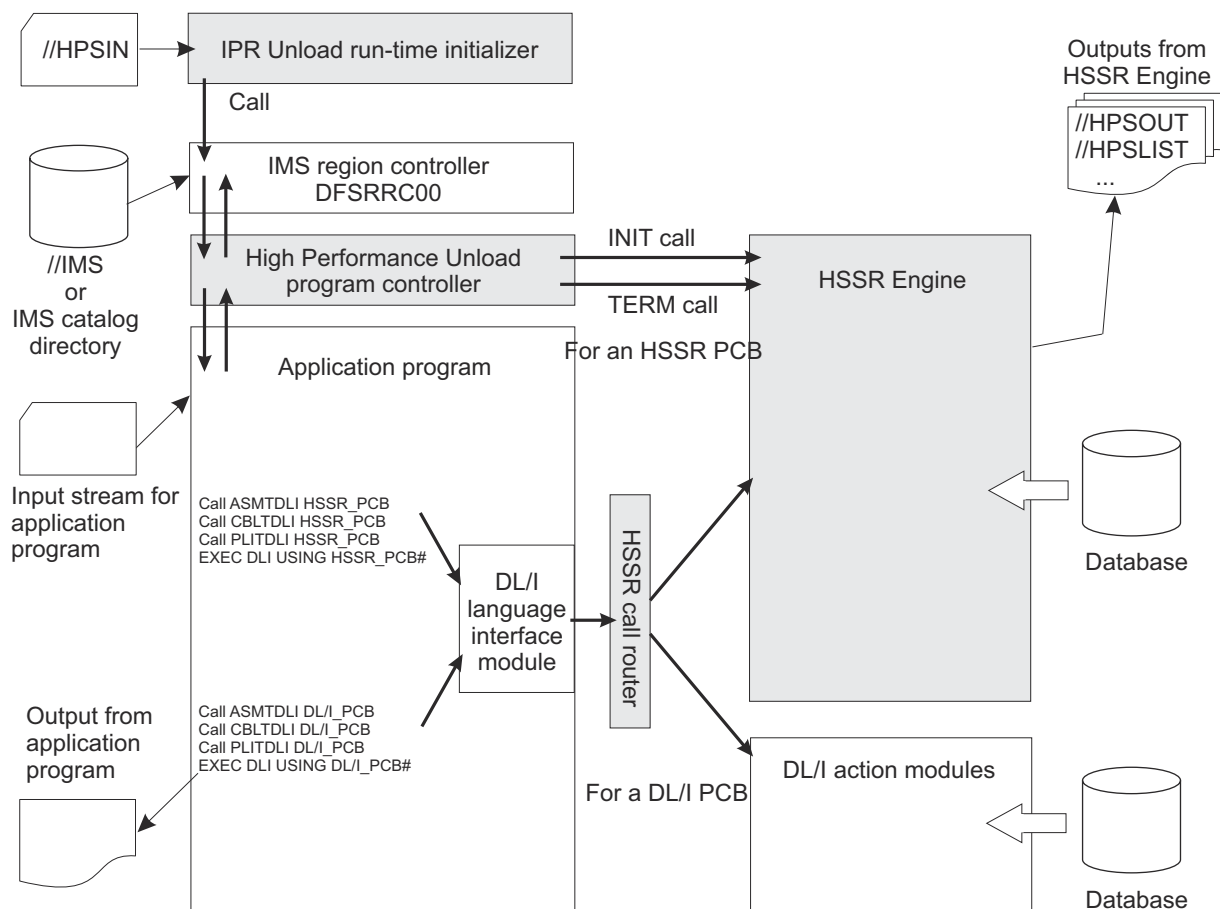 //HPSIN
IPR Unload run-time initializer
Outputs from
HSSR Engine
Call
//HPSOUT
//HPSLIST
...
IMS region controller
DFSRRC00
//IMS
or
IMS catalog
directory
High Performance Unload
program controller
INIT call
TERM call
HSSR Engine
For an HSSR PCB
Application program
Input stream for
application
program
Call ASMTDLI HSSR_PCB
Call CBLTDLI HSSR_PCB
Call PLITDLI HSSR_PCB
EXEC DLI USING HSSR_PCB#
DL/I
language
interface
module
HSSR call router
Database
Output from
application
program
Call ASMTDLI DL/I_PCB
Call CBLTDLI DL/I_PCB
Call PLITDLI DL/I_PCB
EXEC DLI USING DL/I_PCB#
For a DL/I PCB
DL/I action modules
Database